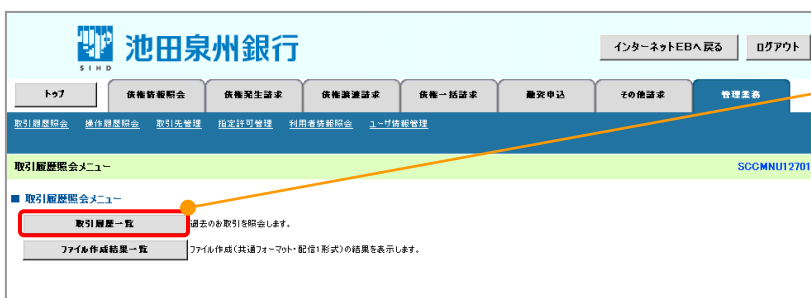 SIHD 池田泉州銀行
インターネットEBへ戻る ログアウト
トップ 債権情報照会 債権発生請求 債権譲渡請求 債権一括請求 融資申込 その他請求 管理業務
取引履歴照会 操作履歴照会 取引先管理 指定許可管理 利用者情報照会 ユーザ情報管理
取引履歴照会メニュー SCCMNU12701
■ 取引履歴照会メニュー
取引履歴一覧 過去のお取引を照会します。
ファイル作成結果一覧 ファイル作成(共通フォーマット・配信1形式)の結果を表示します。